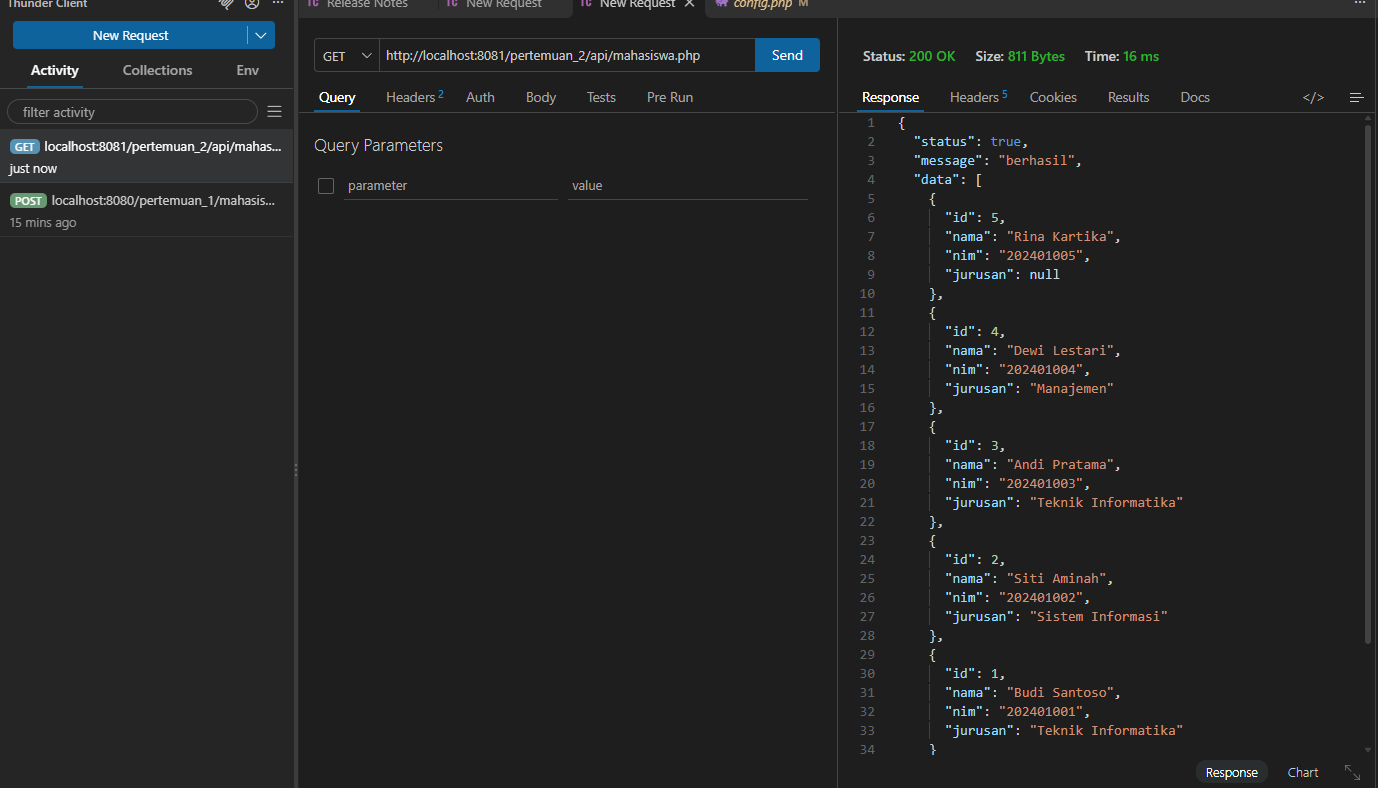 Thunder Client
New Request
Activity
Collections
Env
filter activity
GET localhost:8081/pertemuan_2/api/mahas...
just now
POST localhost:8080/pertemuan_1/mahasis...
15 mins ago
TC Release Notes
TC New Request
TC New Request
config.php M
GET
http://localhost:8081/pertemuan_2/api/mahasiswa.php
Send
Query
Headers 2
Auth
Body
Tests
Pre Run
Query Parameters
parameter
value
Status: 200 OK Size: 811 Bytes Time: 16 ms
Response
Headers 5
Cookies
Results
Docs
</>
1 {
2 "status": true,
3 "message": "berhasil",
4 "data": [
5 {
6 "id": 5,
7 "nama": "Rina Kartika",
8 "nim": "202401005",
9 "jurusan": null
10 },
11 {
12 "id": 4,
13 "nama": "Dewi Lestari",
14 "nim": "202401004",
15 "jurusan": "Manajemen"
16 },
17 {
18 "id": 3,
19 "nama": "Andi Pratama",
20 "nim": "202401003",
21 "jurusan": "Teknik Informatika"
22 },
23 {
24 "id": 2,
25 "nama": "Siti Aminah",
26 "nim": "202401002",
27 "jurusan": "Sistem Informasi"
28 },
29 {
30 "id": 1,
31 "nama": "Budi Santoso",
32 "nim": "202401001",
33 "jurusan": "Teknik Informatika"
34 }
Response
Chart